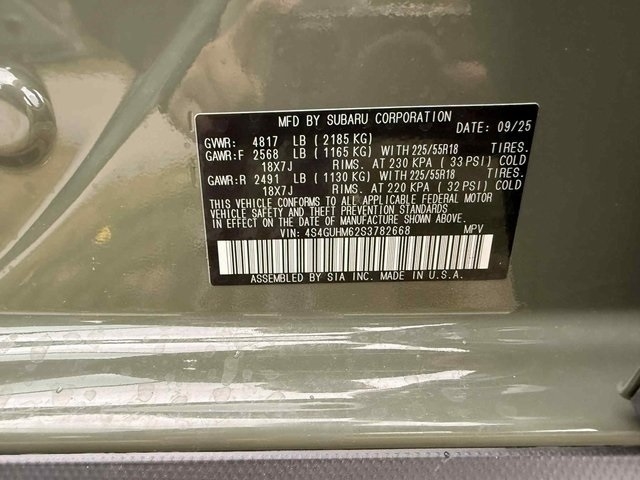 MFD BY SUBARU CORPORATION
DATE: 09/25
GVWR: 4817 LB (2185 KG)
GAWR:F 2568 LB (1165 KG) WITH 225/55R18 TIRES.
18X7J RIMS. AT 230 KPA (33 PSI) COLD
GAWR:R 2491 LB (1130 KG) WITH 225/55R18 TIRES.
18X7J RIMS. AT 220 KPA (32 PSI) COLD
THIS VEHICLE CONFORMS TO ALL APPLICABLE FEDERAL MOTOR
VEHICLE SAFETY AND THEFT PREVENTION STANDARDS
IN EFFECT ON THE DATE OF MANUFACTURE SHOWN ABOVE.
VIN: 4S4GUHM62S3782668 MPV
ASSEMBLED BY SIA INC. MADE IN U.S.A.